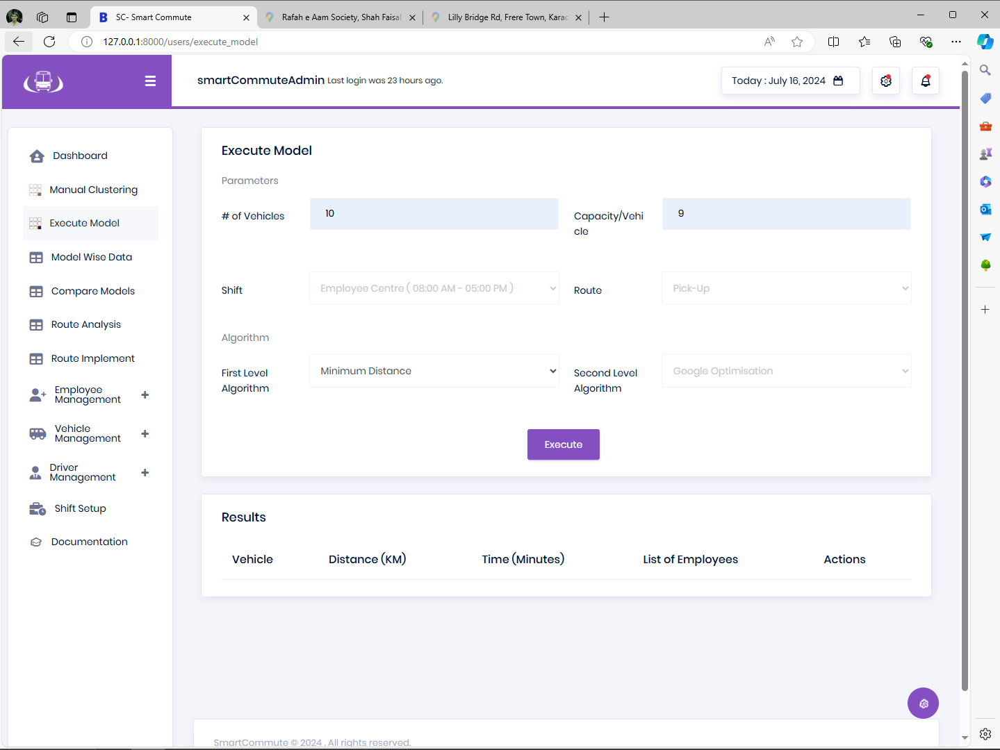 SC- Smart Commute
Rafah e Aam Society, Shah Faisal
Lilly Bridge Rd, Frere Town, Karac
127.0.0.1:8000/users/execute_model
smartCommuteAdmin Last login was 23 hours ago.
Today : July 16, 2024
Dashboard
Manual Clustering
Execute Model
Model Wise Data
Compare Models
Route Analysis
Route Implement
Employee
Management
Vehicle
Management
Driver
Management
Shift Setup
Documentation
Execute Model
Parameters
# of Vehicles
10
Capacity/Vehi
cle
9
Shift
Employee Centre ( 08:00 AM - 05:00 PM )
Route
Pick-Up
Algorithm
First Level
Algorithm
Minimum Distance
Second Level
Algorithm
Google Optimisation
Execute
Results
Vehicle Distance (KM) Time (Minutes) List of Employees Actions
SmartCommute © 2024 . All rights reserved.